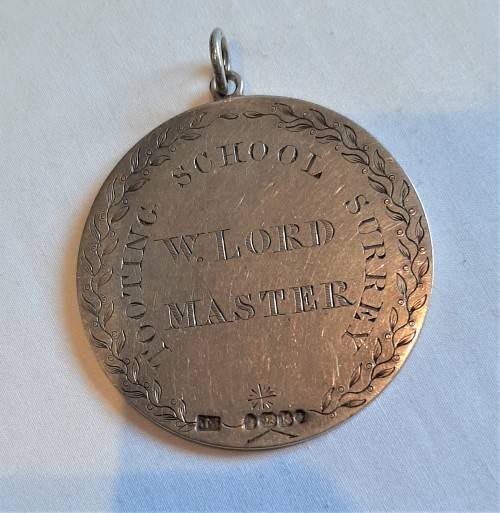 TOOTING SCHOOL SURREY
W. LORD
MASTER